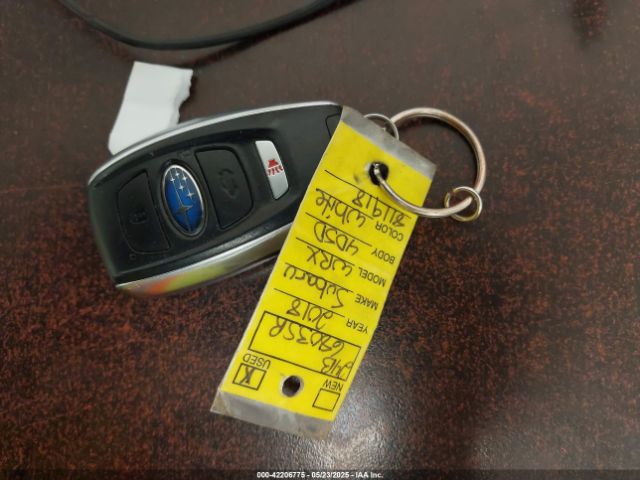 NEW
USED X
YEAR 2018
MAKE Subaru
MODEL WRX
BODY 4DSD
COLOR White
811918
000-42206775 - 05/23/2025 - IAA Inc.